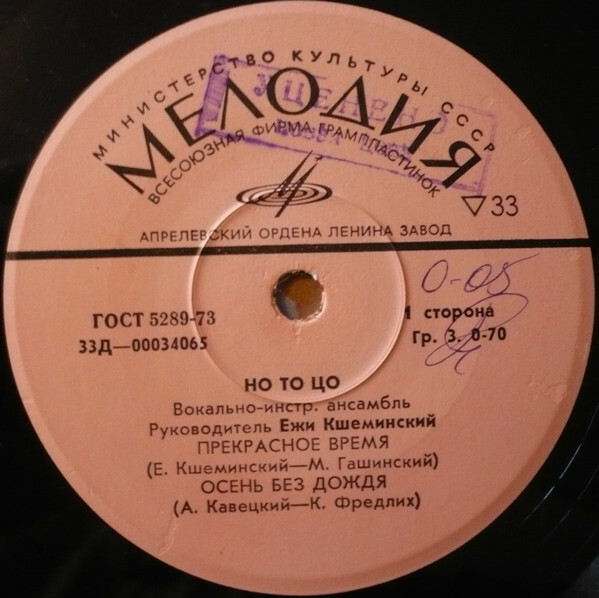 МИНИСТЕРСТВО КУЛЬТУРЫ СССР
МЕЛОДИЯ
УЦЕНЕНО
ВСЕСОЮЗНАЯ ФИРМА ГРАМПЛАСТИНОК
33
АПРЕЛЕВСКИЙ ОРДЕНА ЛЕНИНА ЗАВОД
0-05
ГОСТ 5289-73
сторона
33Д—00034065
Гр. 3. 0-70
НО ТО ЦО
Вокально-инстр. ансамбль
Руководитель Ежи Кшеминский
ПРЕКРАСНОЕ ВРЕМЯ
(Е. Кшеминский—М. Гашинский)
ОСЕНЬ БЕЗ ДОЖДЯ
(А. Кавецкий—К. Фредлих)